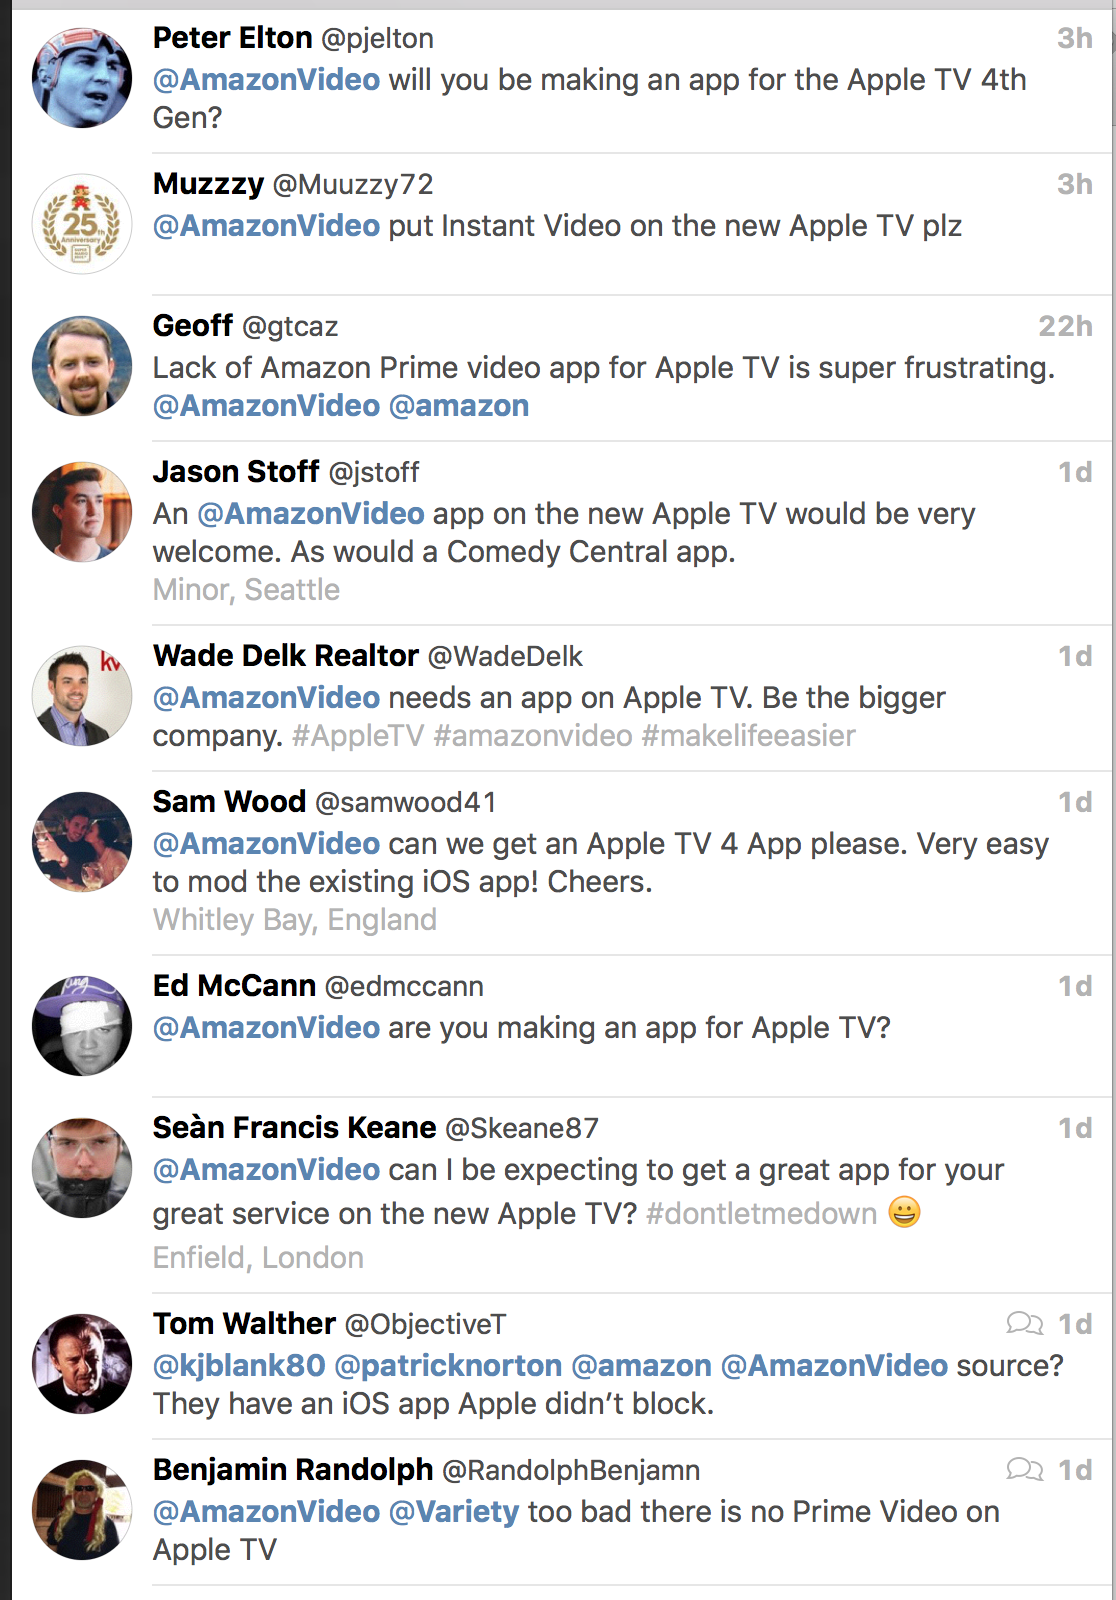 Peter Elton @pjelton 3h
@AmazonVideo will you be making an app for the Apple TV 4th
Gen?
Muzzzy @Muuzzy72 3h
25th
Anniversary
@AmazonVideo put Instant Video on the new Apple TV plz
Geoff @gtcaz 22h
Lack of Amazon Prime video app for Apple TV is super frustrating.
@AmazonVideo @amazon
Jason Stoff @jstoff 1d
An @AmazonVideo app on the new Apple TV would be very
welcome. As would a Comedy Central app.
Minor, Seattle
Wade Delk Realtor @WadeDelk 1d
kw
@AmazonVideo needs an app on Apple TV. Be the bigger
company. #AppleTV #amazonvideo #makelifeeasier
Sam Wood @samwood41 1d
@AmazonVideo can we get an Apple TV 4 App please. Very easy
to mod the existing iOS app! Cheers.
Whitley Bay, England
Ed McCann @edmccann 1d
@AmazonVideo are you making an app for Apple TV?
Seàn Francis Keane @Skeane87 1d
@AmazonVideo can I be expecting to get a great app for your
great service on the new Apple TV? #dontletmedown 😀
Enfield, London
Tom Walther @ObjectiveT 1d
@kjblank80 @patricknorton @amazon @AmazonVideo source?
They have an iOS app Apple didn’t block.
Benjamin Randolph @RandolphBenjamn 1d
@AmazonVideo @Variety too bad there is no Prime Video on
Apple TV